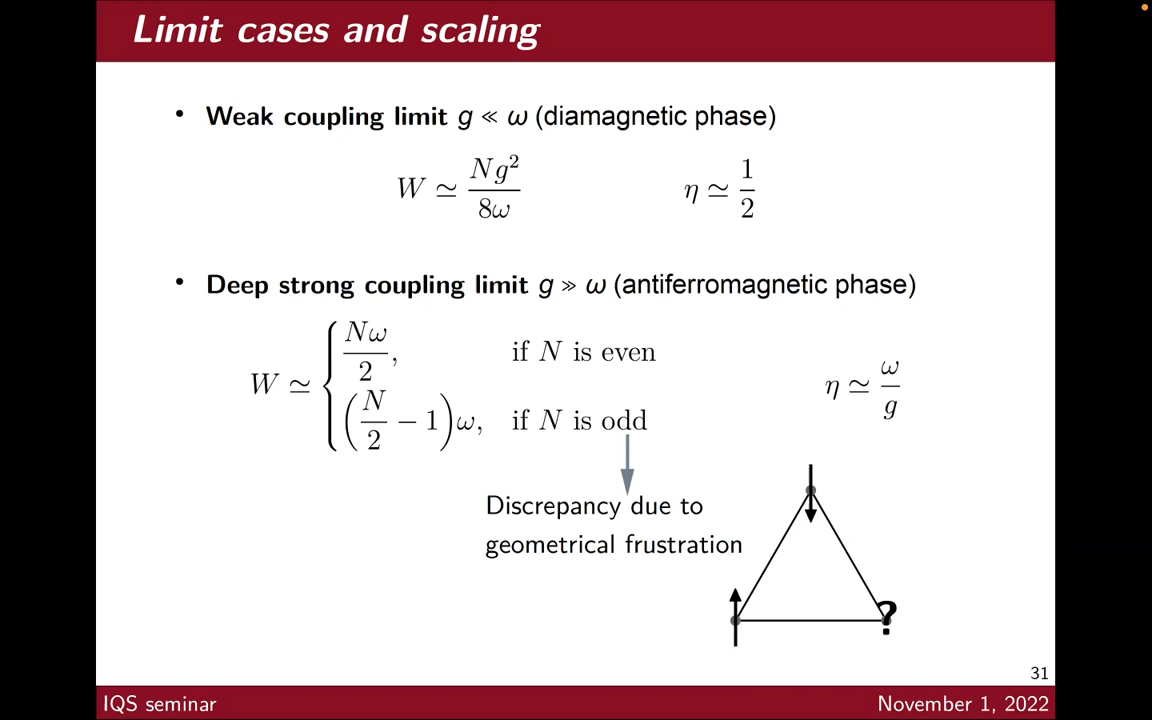 Limit cases and scaling
• Weak coupling limit g ≪ ω (diamagnetic phase)
W ≃ Ng²/8ω    η ≃ 1/2
• Deep strong coupling limit g ≫ ω (antiferromagnetic phase)
W ≃ { Nω/2, if N is even
(N/2 − 1)ω, if N is odd
η ≃ ω/g
Discrepancy due to
geometrical frustration
?
31
IQS seminar
November 1, 2022